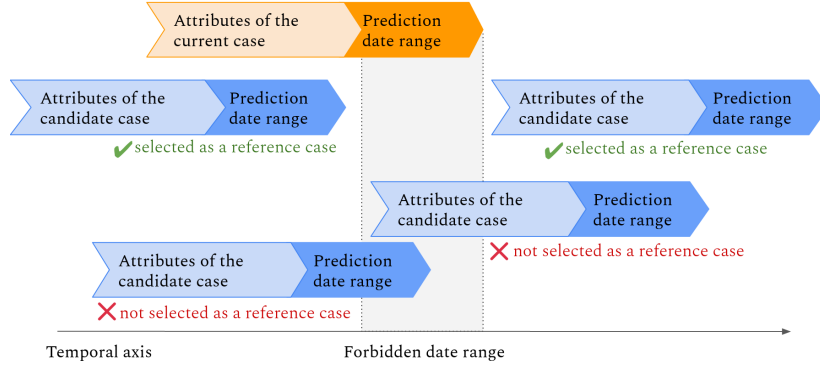 Attributes of the
current case
Prediction
date range
Attributes of the
candidate case
Prediction
date range
✔ selected as a reference case
Attributes of the
candidate case
Prediction
date range
✔ selected as a reference case
Attributes of the
candidate case
Prediction
date range
❌ not selected as a reference case
Attributes of the
candidate case
Prediction
date range
❌ not selected as a reference case
Temporal axis
Forbidden date range